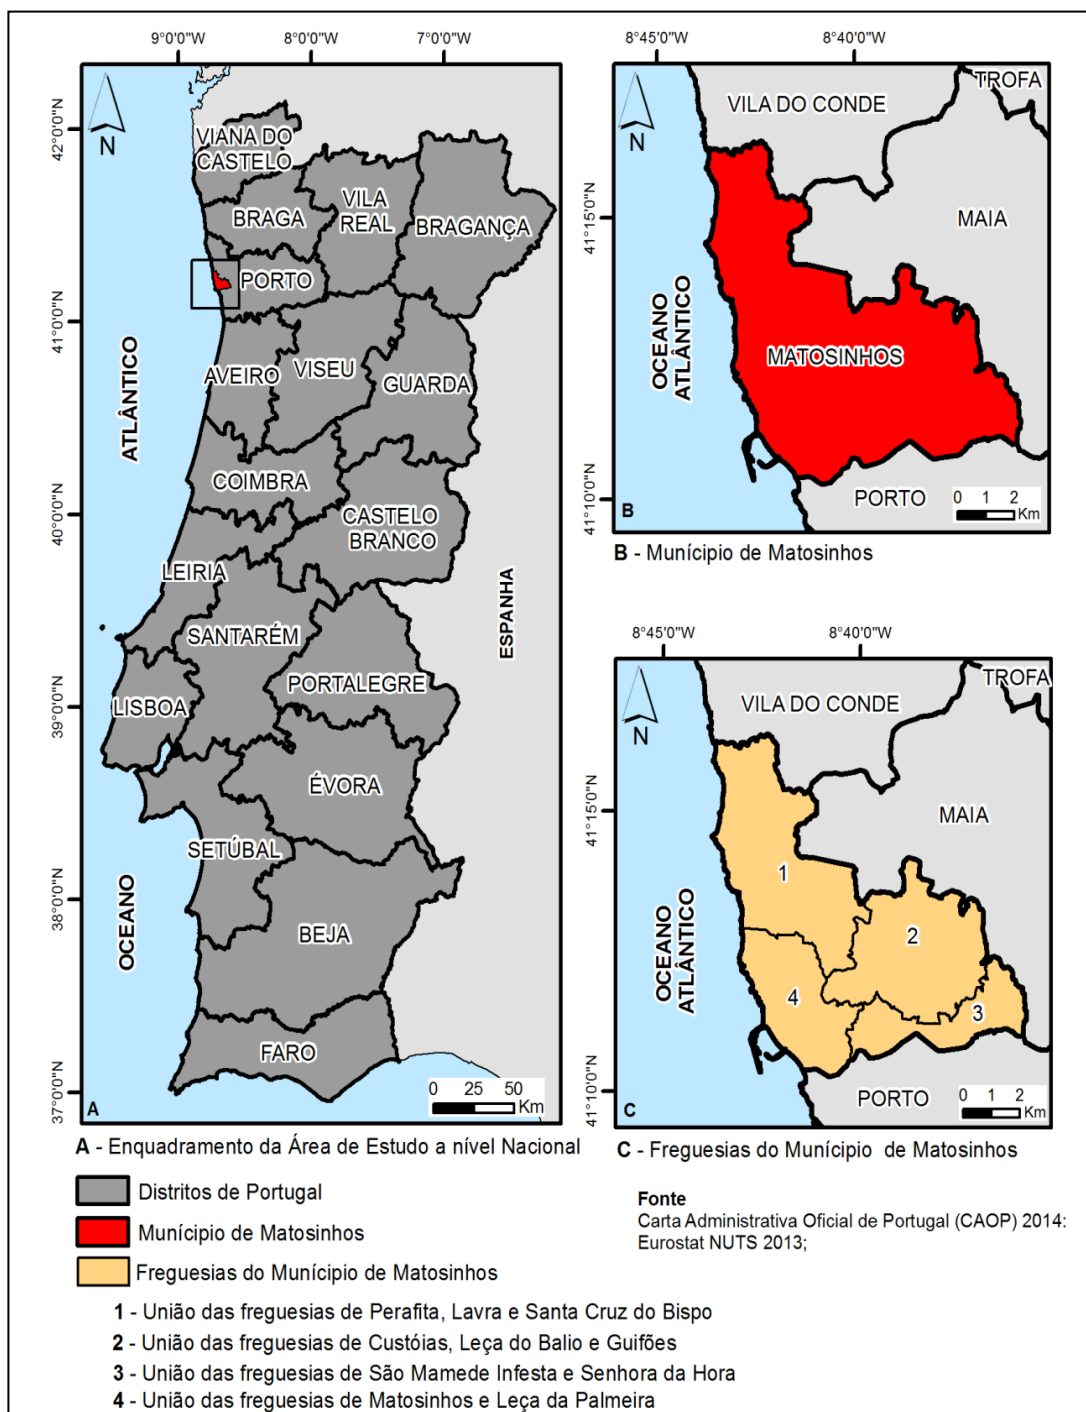 9°0'0"W 8°0'0"W 7°0'0"W
42°0'0"N
41°0'0"N
40°0'0"N
39°0'0"N
38°0'0"N
37°0'0"N
N
VIANA DO
CASTELO
BRAGA
VILA
REAL
BRAGANÇA
PORTO
AVEIRO
VISEU
GUARDA
COIMBRA
CASTELO
BRANCO
LEIRIA
SANTARÉM
PORTALEGRE
LISBOA
ÉVORA
SETÚBAL
BEJA
FARO
ATLÂNTICO
OCEANO
ESPANHA
0 25 50
Km
A
A - Enquadramento da Área de Estudo a nível Nacional
8°45'0"W 8°40'0"W
41°15'0"N
41°10'0"N
N
TROFA
VILA DO CONDE
MAIA
OCEANO
ATLÂNTICO
MATOSINHOS
PORTO
0 1 2
Km
B
B - Munícipio de Matosinhos
8°45'0"W 8°40'0"W
41°15'0"N
41°10'0"N
N
TROFA
VILA DO CONDE
MAIA
OCEANO
ATLÂNTICO
1
2
3
4
PORTO
0 1 2
Km
C
C - Freguesias do Munícipio de Matosinhos
Distritos de Portugal
Munícipio de Matosinhos
Freguesias do Munícipio de Matosinhos
Fonte
Carta Administrativa Oficial de Portugal (CAOP) 2014:
Eurostat NUTS 2013;
1 - União das freguesias de Perafita, Lavra e Santa Cruz do Bispo
2 - União das freguesias de Custóias, Leça do Balio e Guifões
3 - União das freguesias de São Mamede Infesta e Senhora da Hora
4 - União das freguesias de Matosinhos e Leça da Palmeira